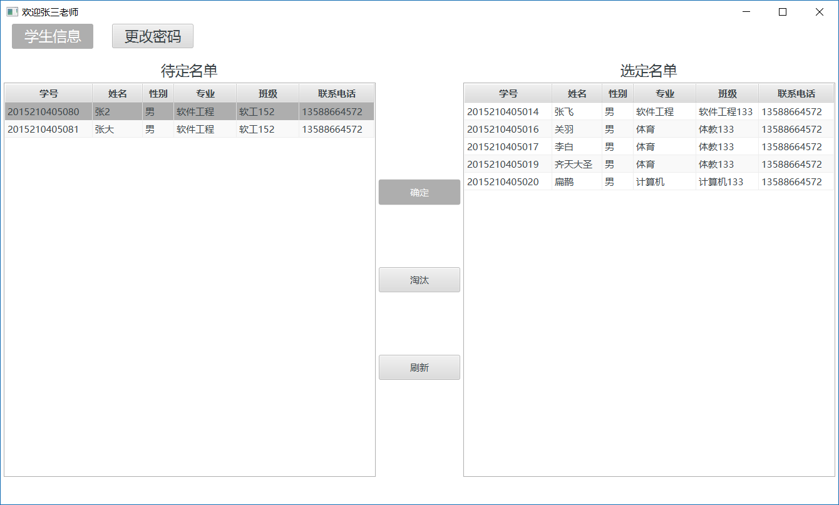 欢迎张三老师
学生信息 更改密码
待定名单 选定名单
学号 姓名 性别 专业 班级 联系电话
2015210405080 张2 男 软件工程 软工152 13588664572
2015210405081 张大 男 软件工程 软工152 13588664572
确定
淘汰
刷新
学号 姓名 性别 专业 班级 联系电话
2015210405014 张飞 男 软件工程 软件工程133 13588664572
2015210405016 关羽 男 体育 体教133 13588664572
2015210405017 李白 男 体育 体教133 13588664572
2015210405019 齐天大圣 男 体育 体教133 13588664572
2015210405020 扁鹊 男 计算机 计算机133 13588664572